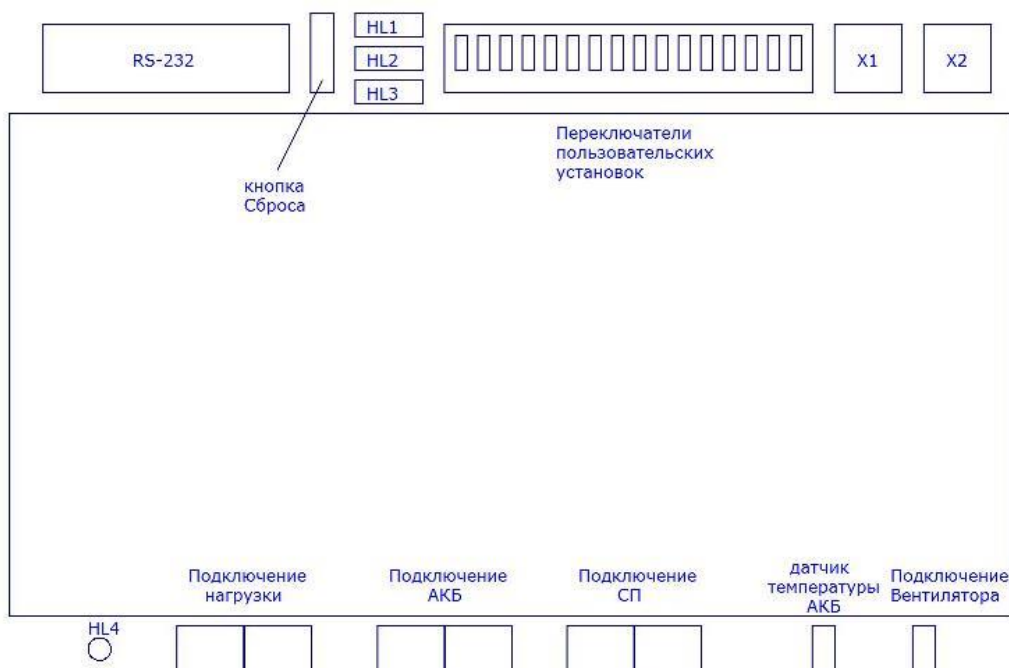 RS-232
HL1
HL2
HL3
X1
X2
Переключатели
пользовательских
установок
кнопка
Сброса
Подключение
нагрузки
Подключение
АКБ
Подключение
СП
датчик
температуры
АКБ
Подключение
Вентилятора
HL4